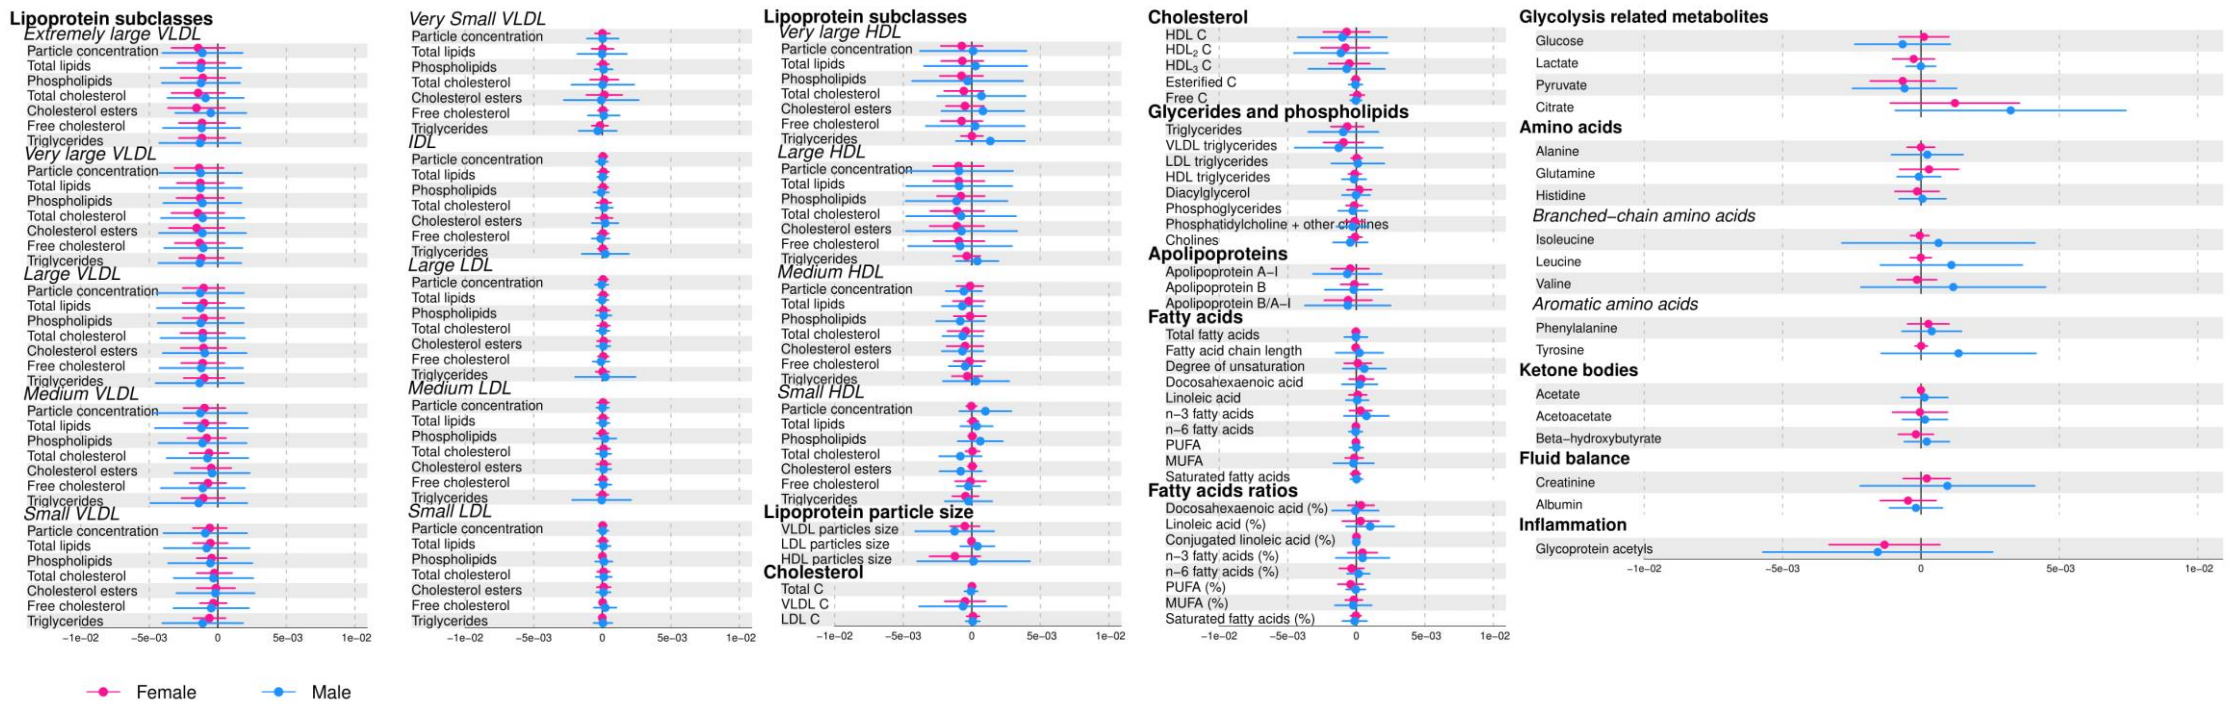 Lipoprotein subclasses
Extremely large VLDL
Particle concentration
Total lipids
Phospholipids
Total cholesterol
Cholesterol esters
Free cholesterol
Triglycerides
Very large VLDL
Particle concentration
Total lipids
Phospholipids
Total cholesterol
Cholesterol esters
Free cholesterol
Triglycerides
Large VLDL
Particle concentration
Total lipids
Phospholipids
Total cholesterol
Cholesterol esters
Free cholesterol
Triglycerides
Medium VLDL
Particle concentration
Total lipids
Phospholipids
Total cholesterol
Cholesterol esters
Free cholesterol
Triglycerides
Small VLDL
Particle concentration
Total lipids
Phospholipids
Total cholesterol
Cholesterol esters
Free cholesterol
Triglycerides
−1e−02 −5e−03 0 5e−03 1e−02
Very Small VLDL
Particle concentration
Total lipids
Phospholipids
Total cholesterol
Cholesterol esters
Free cholesterol
Triglycerides
IDL
Particle concentration
Total lipids
Phospholipids
Total cholesterol
Cholesterol esters
Free cholesterol
Triglycerides
Large LDL
Particle concentration
Total lipids
Phospholipids
Total cholesterol
Cholesterol esters
Free cholesterol
Triglycerides
Medium LDL
Particle concentration
Total lipids
Phospholipids
Total cholesterol
Cholesterol esters
Free cholesterol
Triglycerides
Small LDL
Particle concentration
Total lipids
Phospholipids
Total cholesterol
Cholesterol esters
Free cholesterol
Triglycerides
−1e−02 −5e−03 0 5e−03 1e−02
Lipoprotein subclasses
Very large HDL
Particle concentration
Total lipids
Phospholipids
Total cholesterol
Cholesterol esters
Free cholesterol
Triglycerides
Large HDL
Particle concentration
Total lipids
Phospholipids
Total cholesterol
Cholesterol esters
Free cholesterol
Triglycerides
Medium HDL
Particle concentration
Total lipids
Phospholipids
Total cholesterol
Cholesterol esters
Free cholesterol
Triglycerides
Small HDL
Particle concentration
Total lipids
Phospholipids
Total cholesterol
Cholesterol esters
Free cholesterol
Triglycerides
Lipoprotein particle size
VLDL particles size
LDL particles size
HDL particles size
Cholesterol
Total C
VLDL C
LDL C
−1e−02 −5e−03 0 5e−03 1e−02
Cholesterol
HDL C
HDL₂ C
HDL₃ C
Esterified C
Free C
Glycerides and phospholipids
Triglycerides
VLDL triglycerides
LDL triglycerides
HDL triglycerides
Diacylglycerol
Phosphoglycerides
Phosphatidylcholine + other cholines
Cholines
Apolipoproteins
Apolipoprotein A−I
Apolipoprotein B
Apolipoprotein B/A−I
Fatty acids
Total fatty acids
Fatty acid chain length
Degree of unsaturation
Docosahexaenoic acid
Linoleic acid
n−3 fatty acids
n−6 fatty acids
PUFA
MUFA
Saturated fatty acids
Fatty acids ratios
Docosahexaenoic acid (%)
Linoleic acid (%)
Conjugated linoleic acid (%)
n−3 fatty acids (%)
n−6 fatty acids (%)
PUFA (%)
MUFA (%)
Saturated fatty acids (%)
−1e−02 −5e−03 0 5e−03 1e−02
Glycolysis related metabolites
Glucose
Lactate
Pyruvate
Citrate
Amino acids
Alanine
Glutamine
Histidine
Branched−chain amino acids
Isoleucine
Leucine
Valine
Aromatic amino acids
Phenylalanine
Tyrosine
Ketone bodies
Acetate
Acetoacetate
Beta−hydroxybutyrate
Fluid balance
Creatinine
Albumin
Inflammation
Glycoprotein acetyls
−1e−02 −5e−03 0 5e−03 1e−02
Female Male